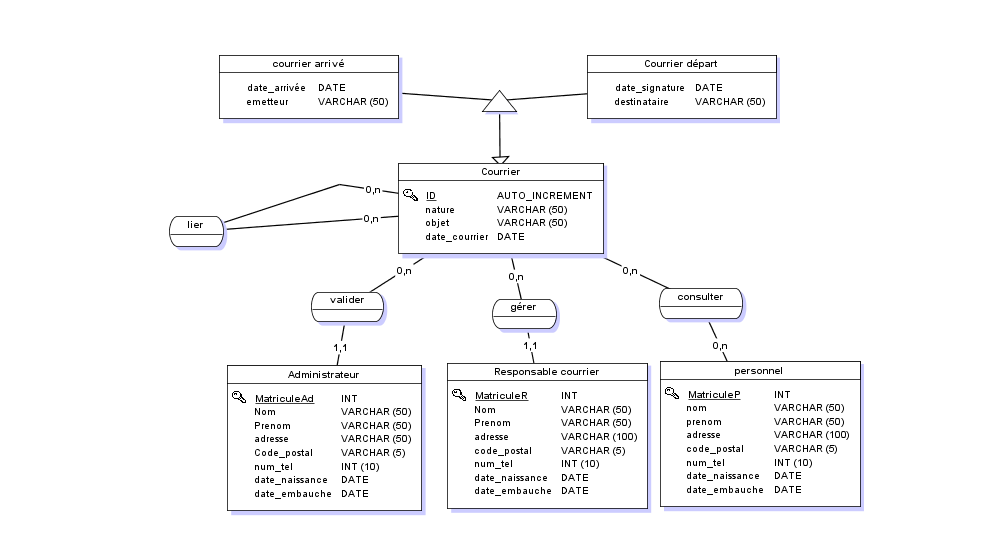 courrier arrivé
date_arrivée DATE
emetteur VARCHAR (50)
Courrier départ
date_signature DATE
destinataire VARCHAR (50)
Courrier
ID AUTO_INCREMENT
nature VARCHAR (50)
objet VARCHAR (50)
date_courrier DATE
0,n
0,n
lier
0,n
0,n
0,n
valider
gérer
consulter
1,1
1,1
0,n
Administrateur
MatriculeAd INT
Nom VARCHAR (50)
Prenom VARCHAR (50)
adresse VARCHAR (50)
Code_postal VARCHAR (5)
num_tel INT (10)
date_naissance DATE
date_embauche DATE
Responsable courrier
MatriculeR INT
Nom VARCHAR (50)
Prenom VARCHAR (50)
adresse VARCHAR (100)
code_postal VARCHAR (5)
num_tel INT (10)
date_naissance DATE
date_embauche DATE
personnel
MatriculeP INT
nom VARCHAR (50)
prenom VARCHAR (50)
adresse VARCHAR (100)
code_postal VARCHAR (5)
num_tel INT (10)
date_naissance DATE
date_embauche DATE